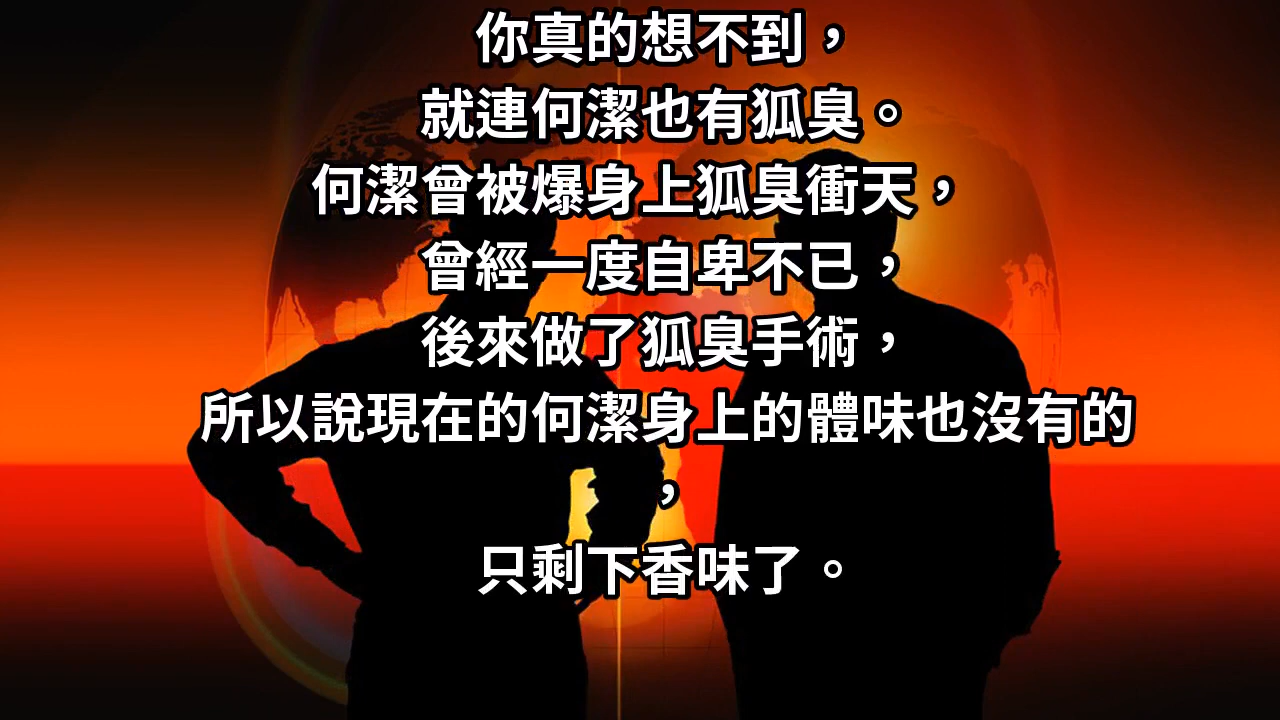 你真的想不到，
就連何潔也有狐臭。
何潔曾被爆身上狐臭衝天，
曾經一度自卑不已，
後來做了狐臭手術，
所以說現在的何潔身上的體味也沒有的
，
只剩下香味了。